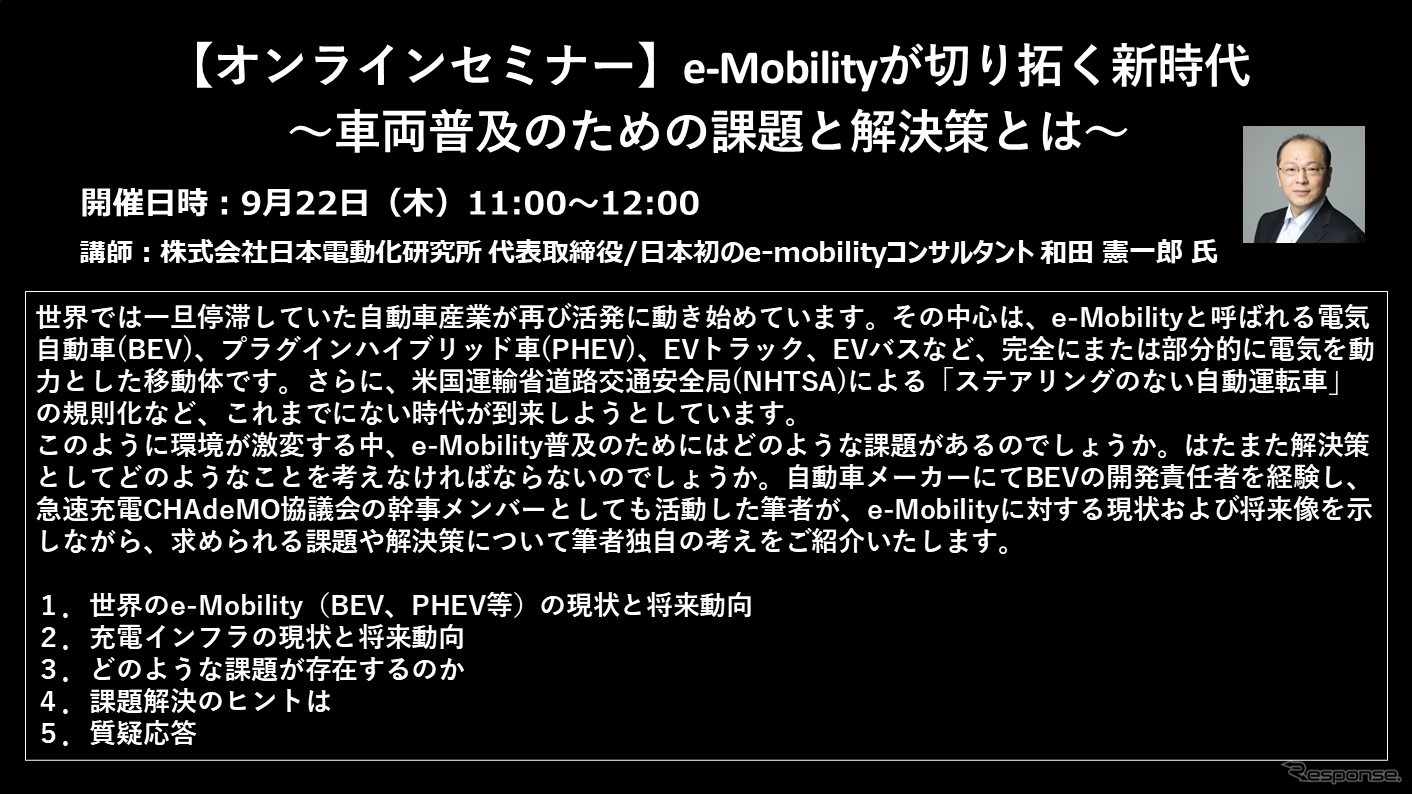 【オンラインセミナー】e-Mobilityが切り拓く新時代
～車両普及のための課題と解決策とは～
開催日時：9月22日（木）11:00～12:00
講師：株式会社日本電動化研究所 代表取締役/日本初のe-mobilityコンサルタント 和田 憲一郎 氏
世界では一旦停滞していた自動車産業が再び活発に動き始めています。その中心は、e-Mobilityと呼ばれる電気
自動車(BEV)、プラグインハイブリッド車(PHEV)、EVトラック、EVバスなど、完全にまたは部分的に電気を動
力とした移動体です。さらに、米国運輸省道路交通安全局(NHTSA)による「ステアリングのない自動運転車」
の規則化など、これまでにない時代が到来しようとしています。
このように環境が激変する中、e-Mobility普及のためにはどのような課題があるのでしょうか。はたまた解決策
としてどのようなことを考えなければならないのでしょうか。自動車メーカーにてBEVの開発責任者を経験し、
急速充電CHAdeMO協議会の幹事メンバーとしても活動した筆者が、e-Mobilityに対する現状および将来像を示
しながら、求められる課題や解決策について筆者独自の考えをご紹介いたします。
１．世界のe-Mobility（BEV、PHEV等）の現状と将来動向
２．充電インフラの現状と将来動向
３．どのような課題が存在するのか
４．課題解決のヒントは
５．質疑応答
Response.